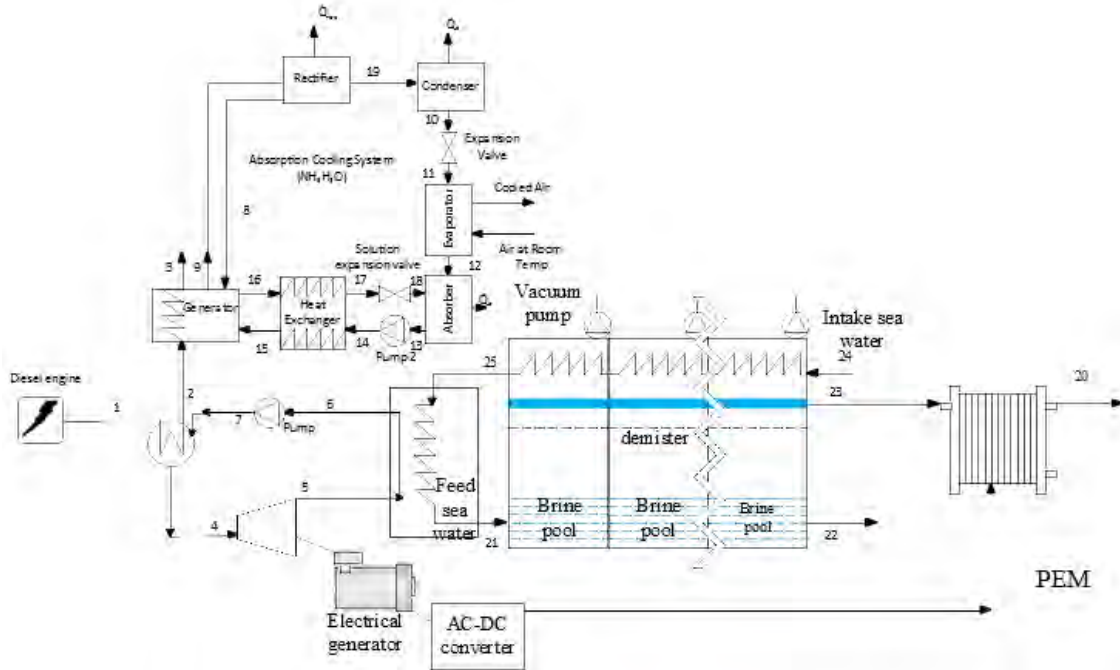 Rectifier
19
Condenser
10
Expansion
Valve
Absorption Cooling System
11
Cooled Air
Evaporator
8
Air at Room
Temp
Solution
expansion valve
12
3
9
16
17
18
Generator
Heat
Exchanger
Absorber
15
14
13
Pump 2
Vacuum
pump
Intake sea
water
25
24
Diesel engine
1
2
7
6
Pump
23
20
demister
5
4
Feed
sea
water
Brine
pool
Brine
pool
Brine
pool
21
22
PEM
Electrical
generator
AC-DC
converter